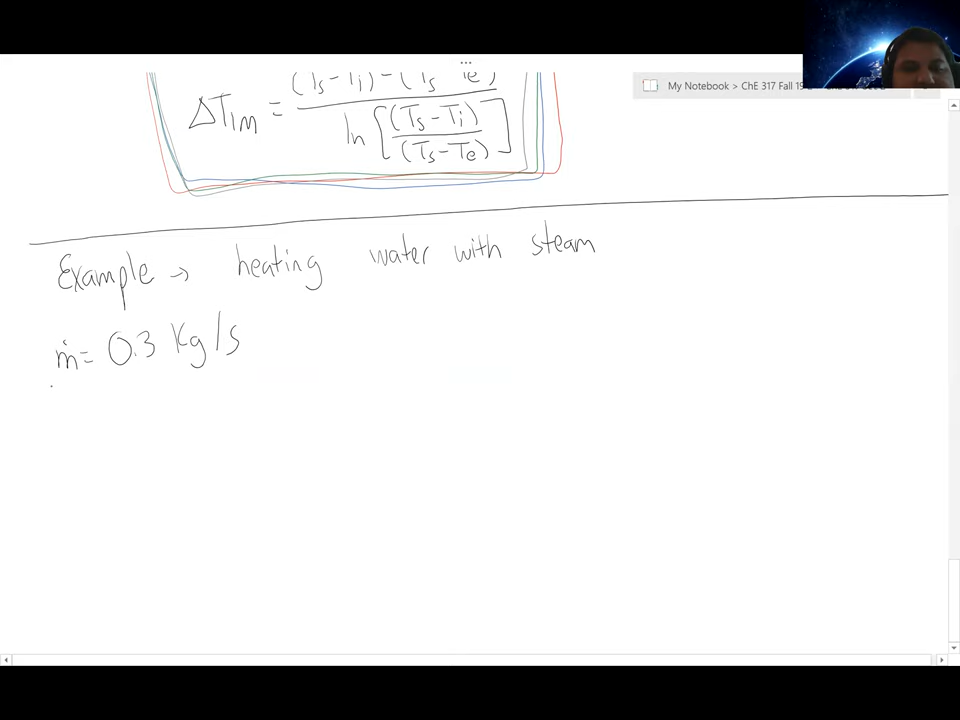 (Ts-Ti)-(Ts Te)
ΔTlm =
ln[(Ts-Ti)/(Ts-Te)]
My Notebook > ChE 317 Fall 19
Example → heating water with steam
ṁ= 0.3 Kg/s